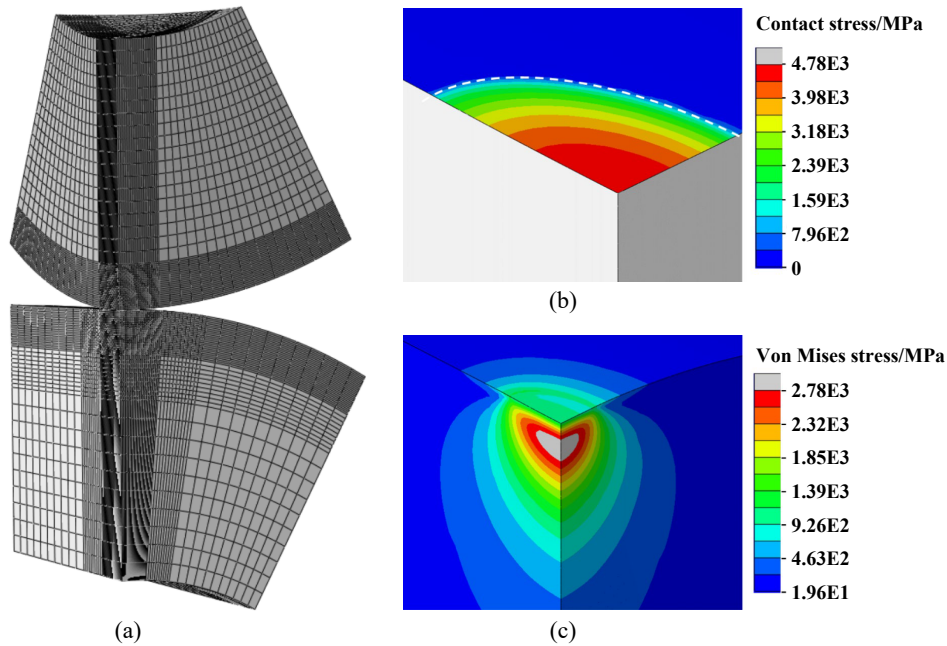 Contact stress/MPa
4.78E3
3.98E3
3.18E3
2.39E3
1.59E3
7.96E2
0
(b)
Von Mises stress/MPa
2.78E3
2.32E3
1.85E3
1.39E3
9.26E2
4.63E2
1.96E1
(a)
(c)